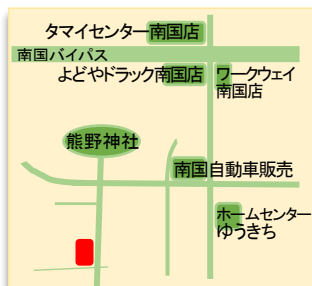 タマイセンター南国店
南国バイパス
よどやドラッグ南国店
ワークウェイ
南国店
熊野神社
南国自動車販売
ホームセンター
ゆうきち